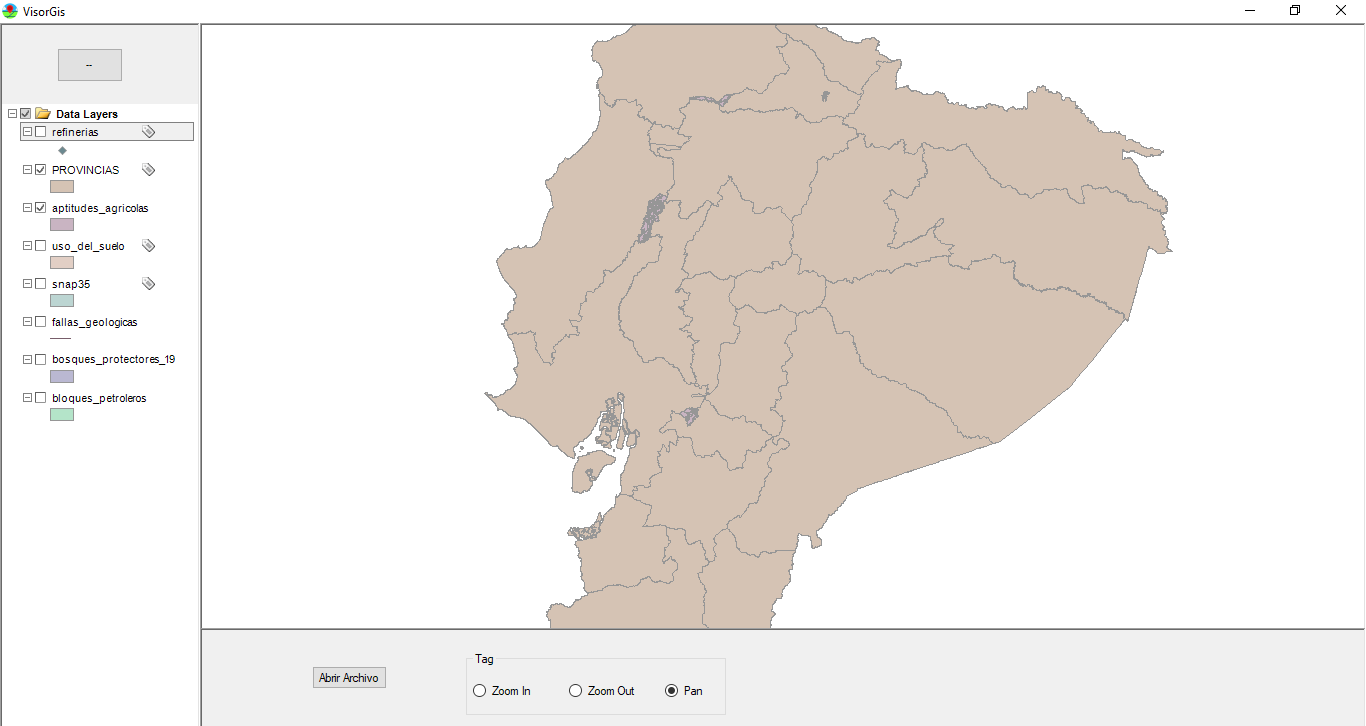 VisorGis
--
Data Layers
refinerias
PROVINCIAS
aptitudes_agricolas
uso_del_suelo
snap35
fallas_geologicas
bosques_protectores_19
bloques_petroleros
Tag
Abrir Archivo
Zoom In
Zoom Out
Pan